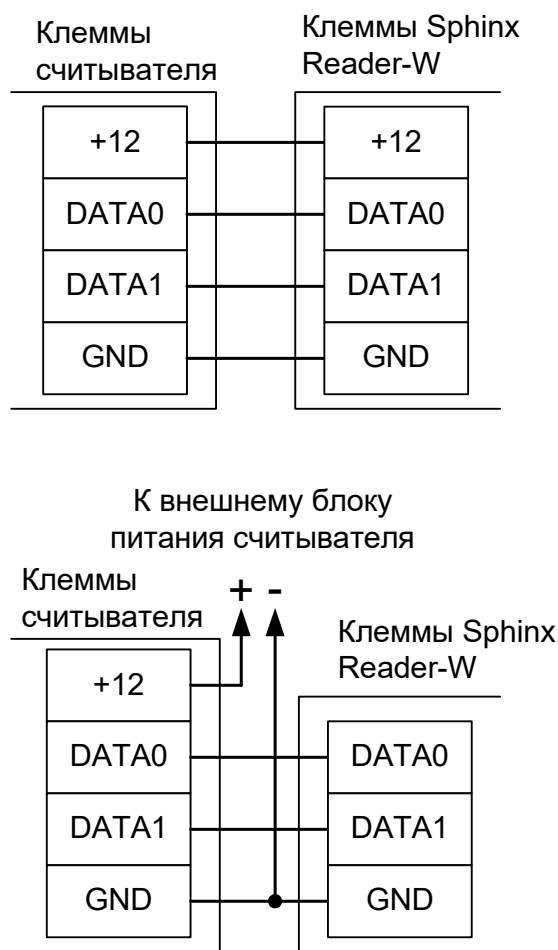 Клеммы
считывателя
Клеммы Sphinx
Reader-W
+12
+12
DATA0
DATA0
DATA1
DATA1
GND
GND
К внешнему блоку
питания считывателя
Клеммы
считывателя
+ -
Клеммы Sphinx
Reader-W
+12
DATA0
DATA0
DATA1
DATA1
GND
GND